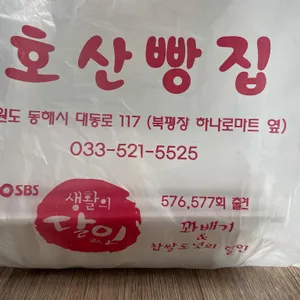 호산빵집
원도 동해시 대동로 117 (북평장 하나로마트 옆)
033-521-5525
SBS
생활의
달인
576,577회 출연
꽈배기
&
찹쌀도넛의 달인